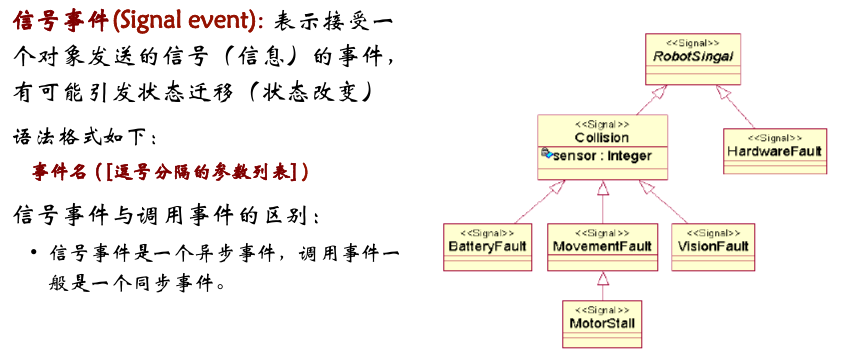 信号事件(Signal event): 表示接受一
个对象发送的信号（信息）的事件，
有可能引发状态迁移（状态改变）
语法格式如下：
事件名（[逗号分隔的参数列表]）
信号事件与调用事件的区别：
• 信号事件是一个异步事件，调用事件一
般是一个同步事件。
<<Signal>>
RobotSingal
<<Signal>>
Collision
sensor : Integer
<<Signal>>
HardwareFault
<<Signal>>
BatteryFault
<<Signal>>
MovementFault
<<Signal>>
VisionFault
<<Signal>>
MotorStall